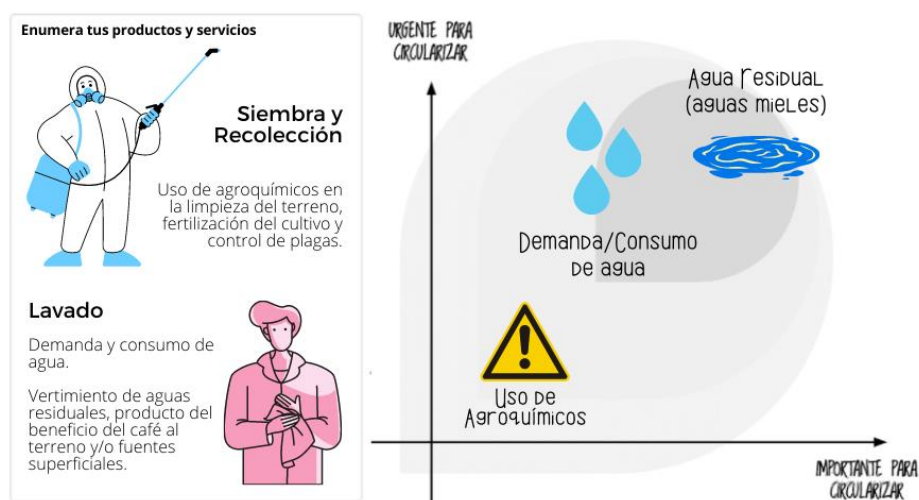 Enumera tus productos y servicios
Siembra y
Recolección
Uso de agroquímicos en
la limpieza del terreno,
fertilización del cultivo y
control de plagas.
Lavado
Demanda y consumo de
agua.
Vertimiento de aguas
residuales, producto del
beneficio del café al
terreno y/o fuentes
superficiales.
URGENTE PARA
CIRCULARIZAR
Agua residual
(aguas mieles)
Demanda/Consumo
de agua
Uso de
Agroquímicos
IMPORTANTE PARA
CIRCULARIZAR